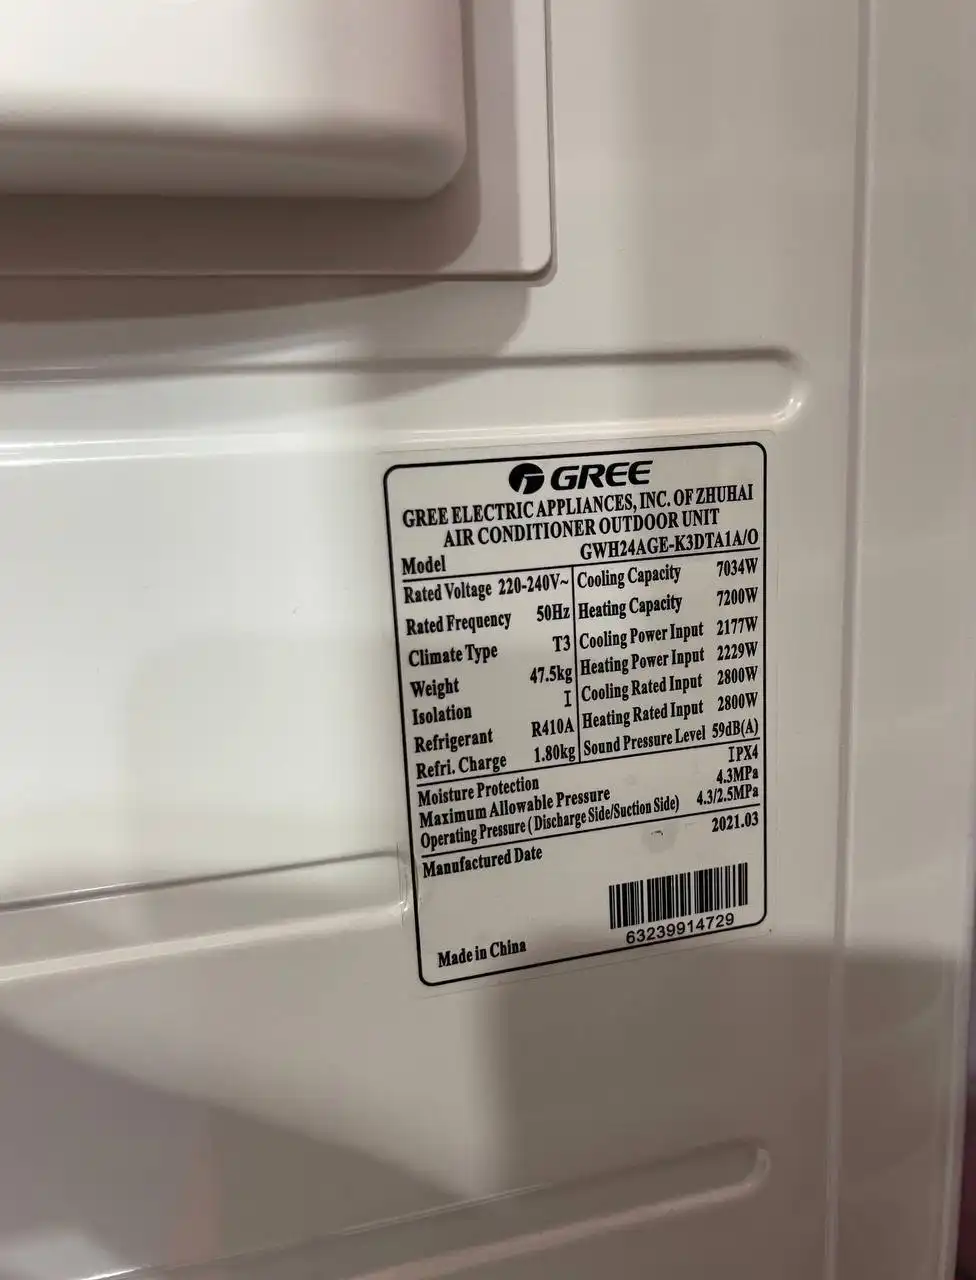 GREE
GREE ELECTRIC APPLIANCES, INC. OF ZHUHAI
AIR CONDITIONER OUTDOOR UNIT
Model GWH24AGE-K3DTA1A/O
Rated Voltage 220-240V~
Rated Frequency 50Hz
Climate Type T3
Weight 47.5kg
Isolation I
Refrigerant R410A
Refri. Charge 1.80kg
Cooling Capacity 7034W
Heating Capacity 7200W
Cooling Power Input 2177W
Heating Power Input 2229W
Cooling Rated Input 2800W
Heating Rated Input 2800W
Sound Pressure Level 59dB(A)
Moisture Protection IPX4
Maximum Allowable Pressure 4.3MPa
Operating Pressure ( Discharge Side/Suction Side) 4.3/2.5MPa
Manufactured Date 2021.03
63239914729
Made in China